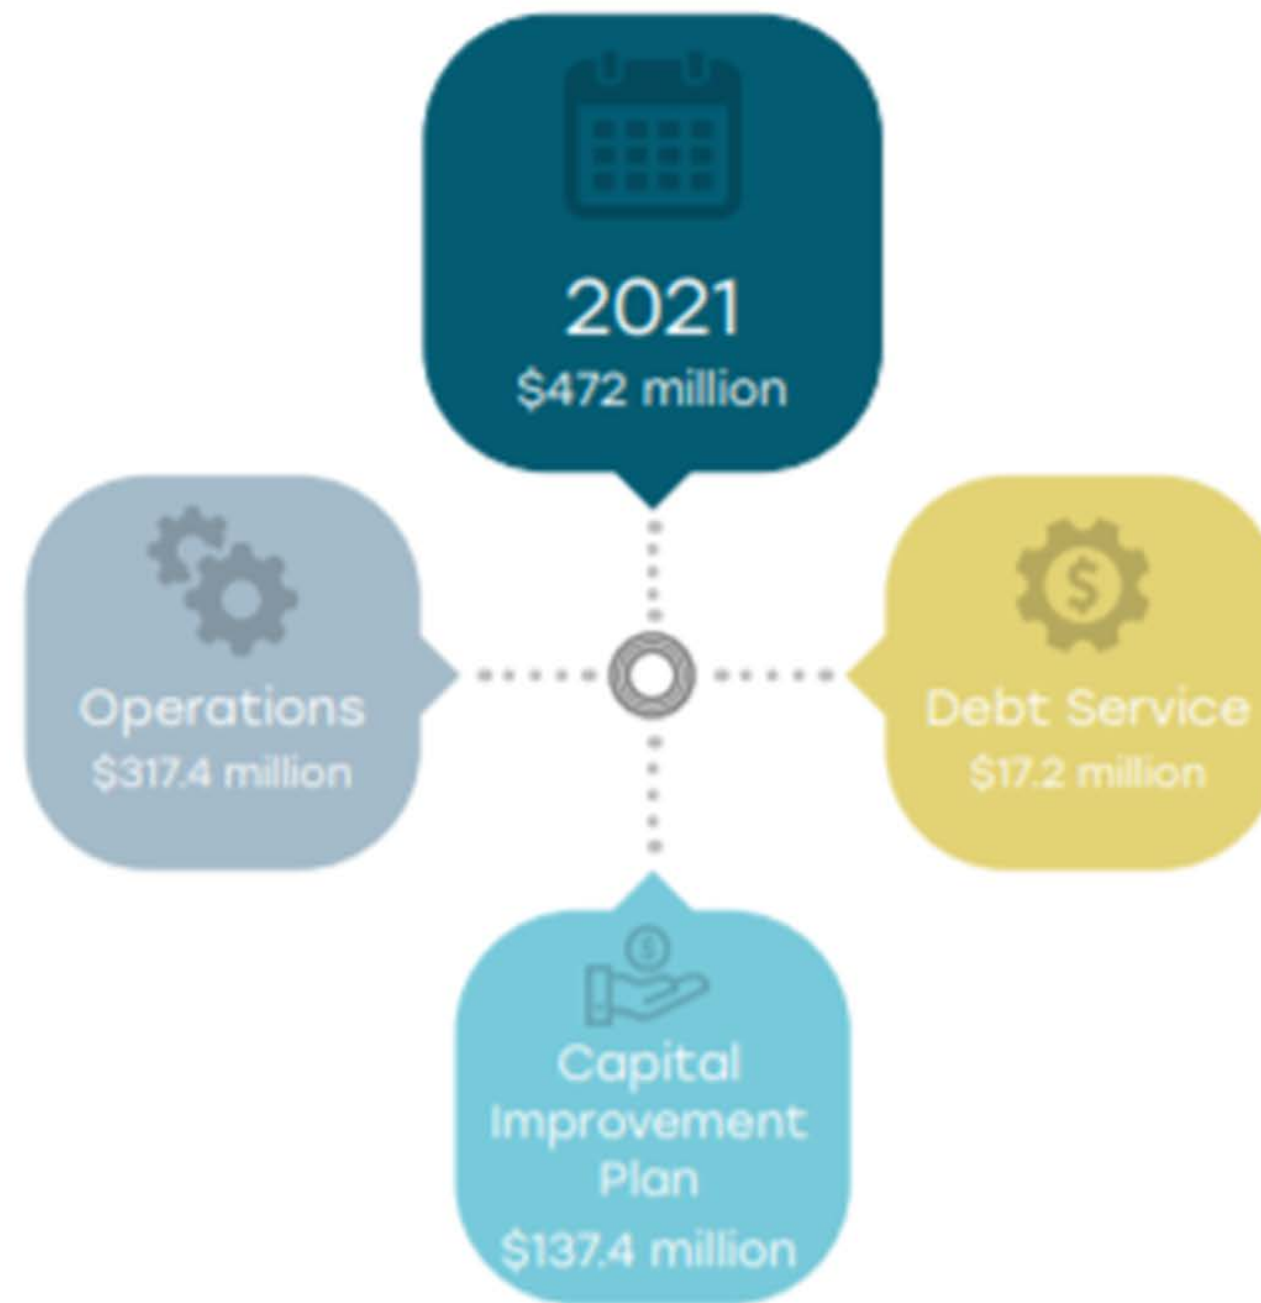 2021
$472 million
Operations
$317.4 million
Debt Service
$17.2 million
Capital
Improvement
Plan
$137.4 million